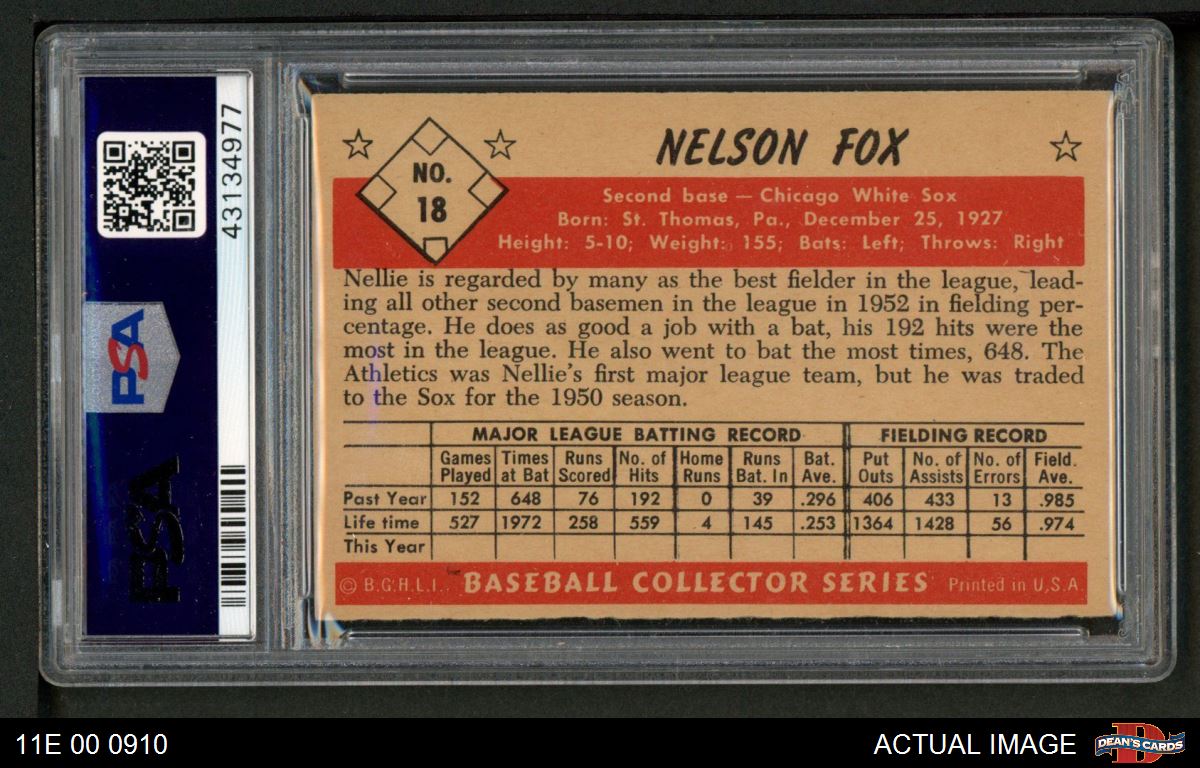 43134977
PSA
PSA
NELSON FOX
NO.
18
Second base — Chicago White Sox
Born: St. Thomas, Pa., December 25, 1927
Height: 5-10; Weight: 155; Bats: Left; Throws: Right
Nellie is regarded by many as the best fielder in the league, lead-
ing all other second basemen in the league in 1952 in fielding per-
centage. He does as good a job with a bat, his 192 hits were the
most in the league. He also went to bat the most times, 648. The
Athletics was Nellie's first major league team, but he was traded
to the Sox for the 1950 season.
MAJOR LEAGUE BATTING RECORD FIELDING RECORD
Games Times Runs No. of Home Runs Bat. Put No. of No. of Field.
Played at Bat Scored Hits Runs Bat. In Ave. Outs Assists Errors Ave.
Past Year 152 648 76 192 0 39 .296 406 433 13 .985
Life time 527 1972 258 559 4 145 .253 1364 1428 56 .974
This Year
© B.G.H.L.I. BASEBALL COLLECTOR SERIES Printed in U.S.A
11E 00 0910
ACTUAL IMAGE
D
DEAN'S CARDS